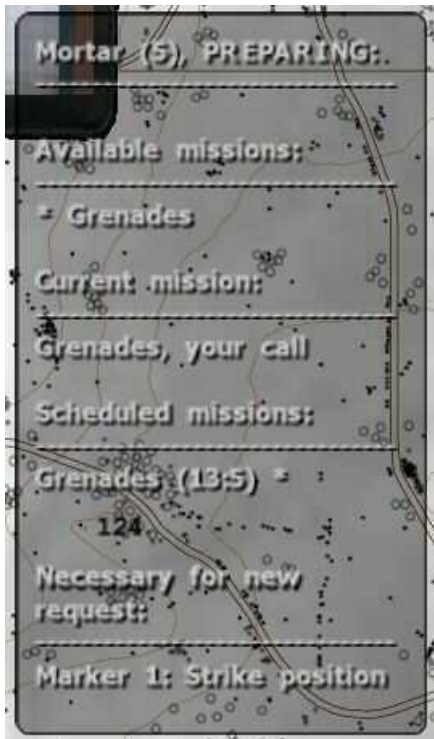 Mortar (5), PREPARING:.
Available missions:
* Grenades
Current mission:
Grenades, your call
Scheduled missions:
Grenades (13:5) *
124
Necessary for new
request:
Marker 1: Strike position